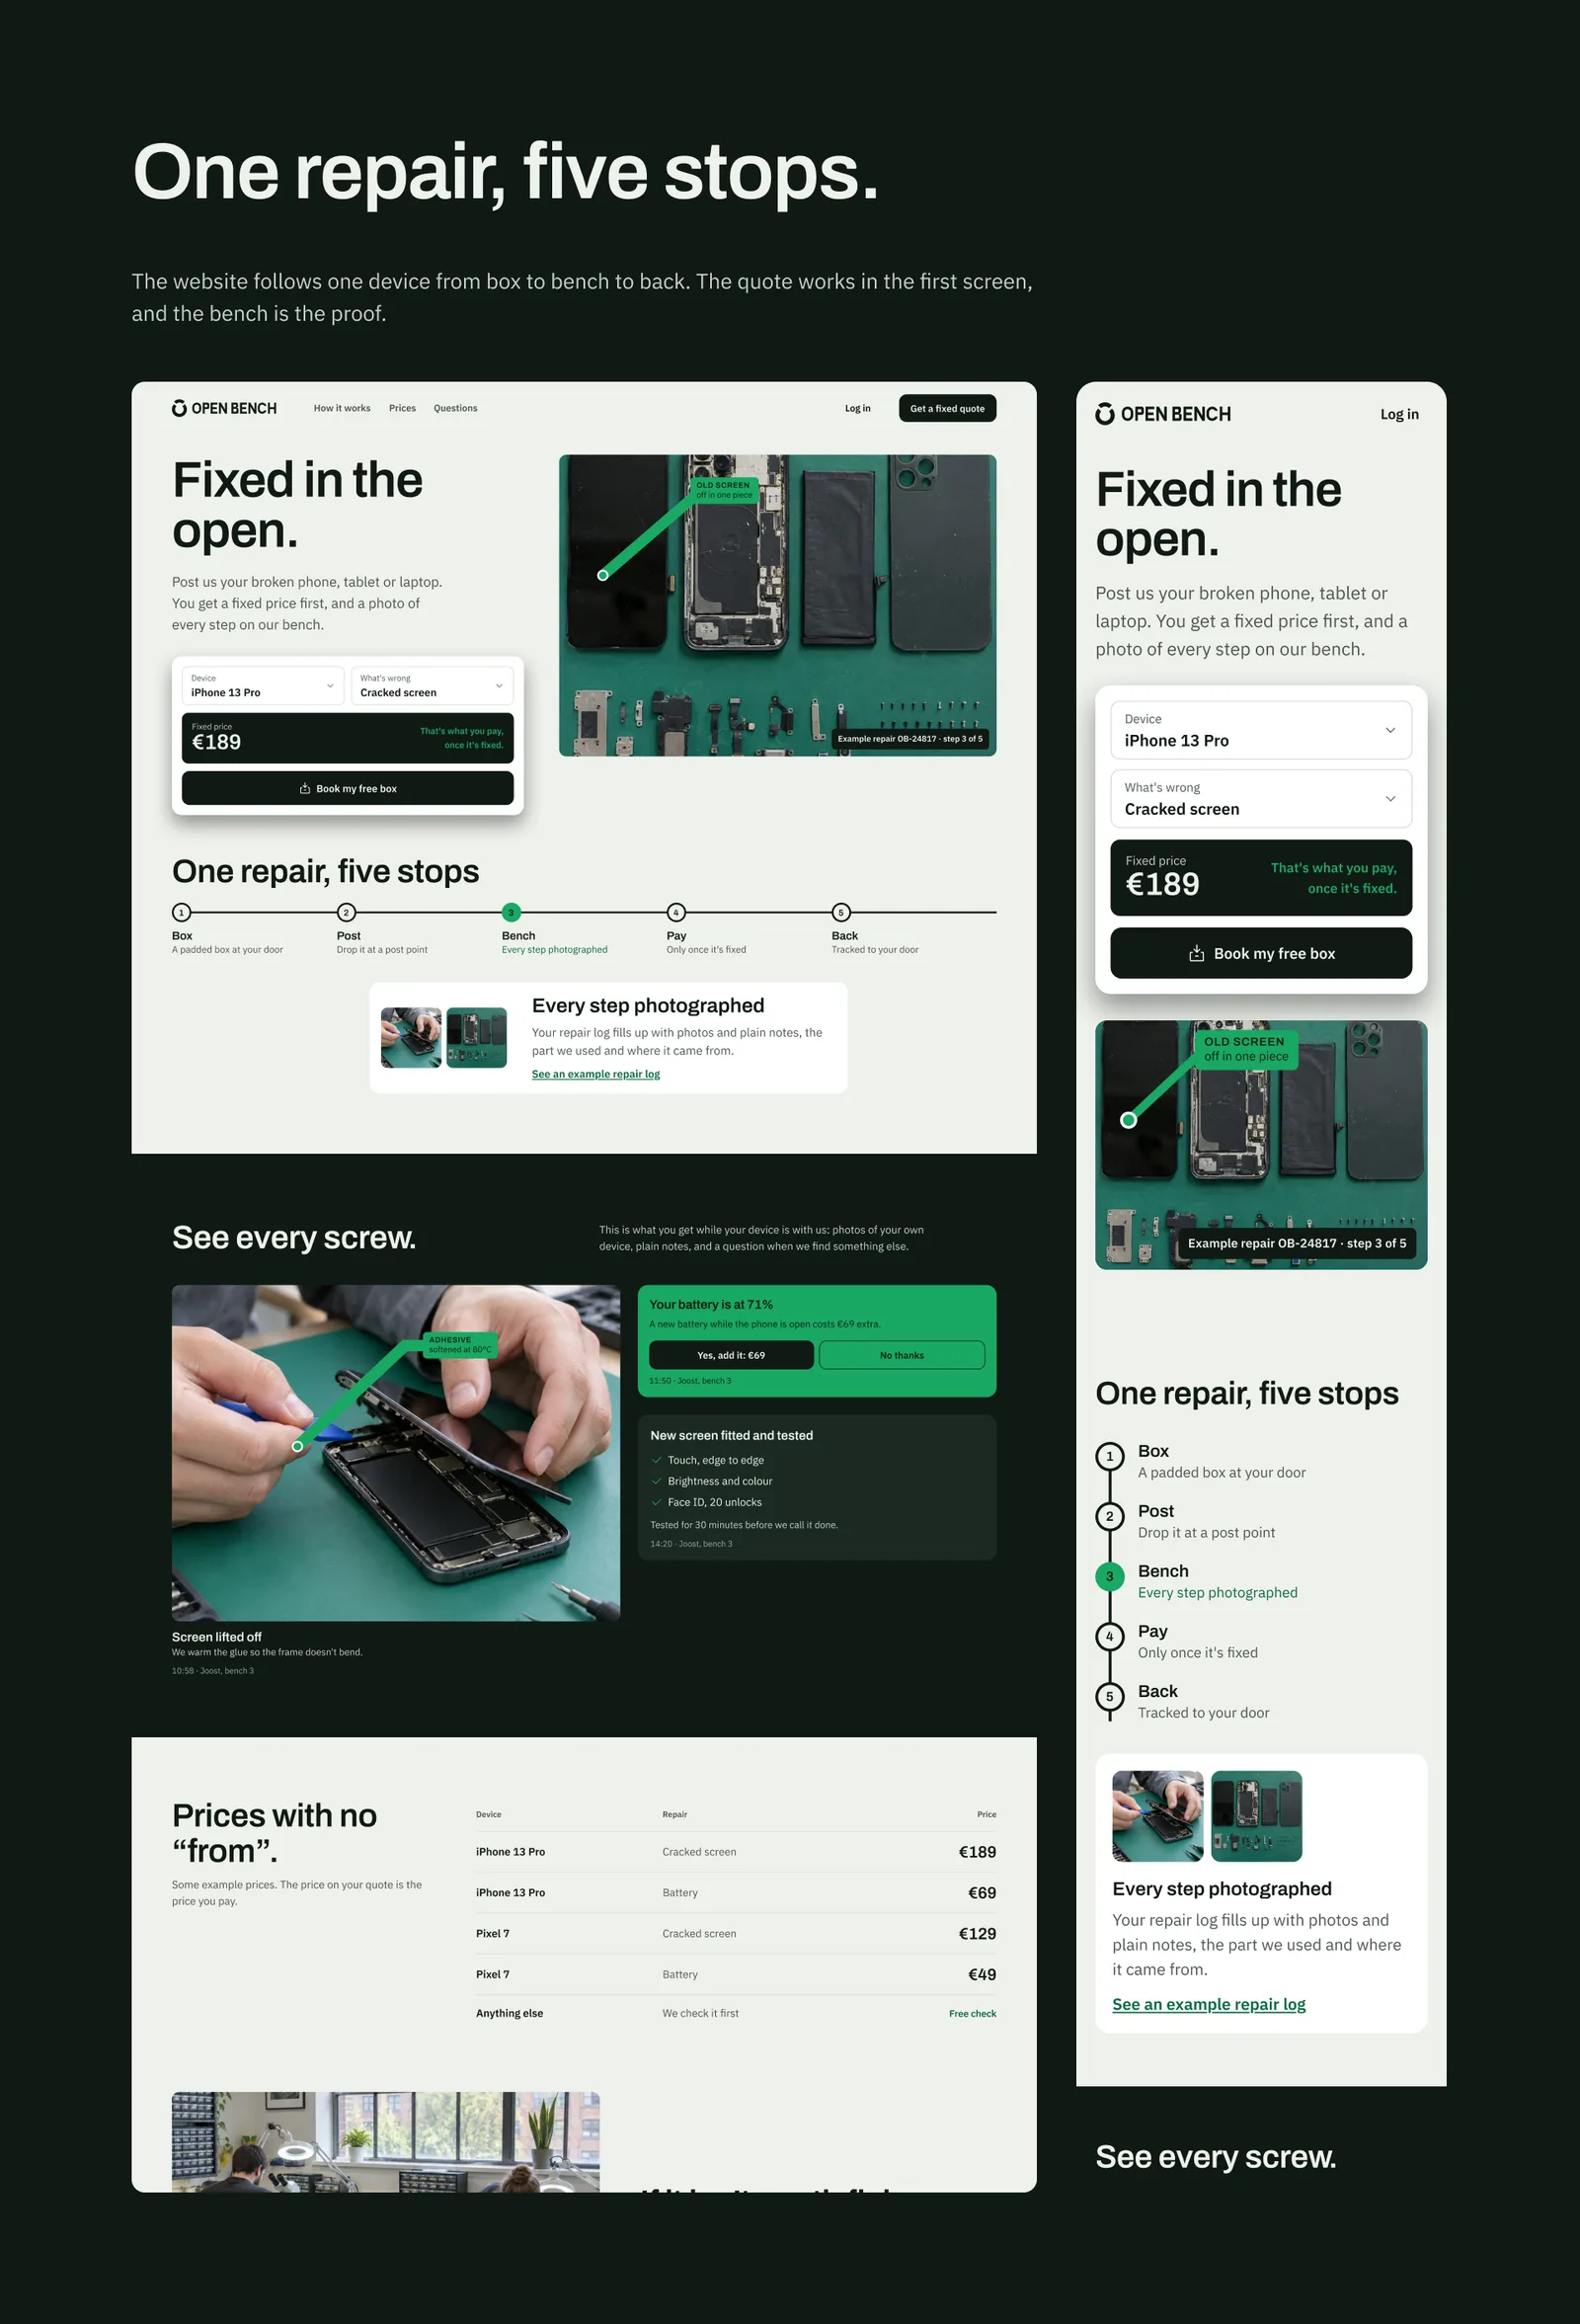 One repair, five stops.
The website follows one device from box to bench to back. The quote works in the first screen,
and the bench is the proof.
OPEN BENCH
How it works
Prices
Questions
Log in
Get a fixed quote
Fixed in the
open.
Post us your broken phone, tablet or laptop.
You get a fixed price first, and a photo of
every step on our bench.
Device
iPhone 13 Pro
What's wrong
Cracked screen
Fixed price
€189
That's what you pay,
once it's fixed.
Book my free box
OLD SCREEN
off in one piece
Example repair OB-24817 · step 3 of 5
One repair, five stops
1
Box
A padded box at your door
2
Post
Drop it at a post point
3
Bench
Every step photographed
4
Pay
Only once it's fixed
5
Back
Tracked to your door
Every step photographed
Your repair log fills up with photos and plain notes, the
part we used and where it came from.
See an example repair log
See every screw.
This is what you get while your device is with us: photos of your own
device, plain notes, and a question when we find something else.
ADHESIVE
softened at 80°C
Screen lifted off
We warm the glue so the frame doesn't bend.
10:58 · Joost, bench 3
Your battery is at 71%
A new battery while the phone is open costs €69 extra.
Yes, add it: €69
No thanks
11:50 · Joost, bench 3
New screen fitted and tested
Touch, edge to edge
Brightness and colour
Face ID, 20 unlocks
Tested for 30 minutes before we call it done.
14:20 · Joost, bench 3
Prices with no
“from”.
Some example prices. The price on your quote is the
price you pay.
Device Repair Price
iPhone 13 Pro Cracked screen €189
iPhone 13 Pro Battery €69
Pixel 7 Cracked screen €129
Pixel 7 Battery €49
Anything else We check it first Free check
OPEN BENCH
Log in
Fixed in the
open.
Post us your broken phone, tablet or
laptop. You get a fixed price first, and a
photo of every step on our bench.
Device
iPhone 13 Pro
What's wrong
Cracked screen
Fixed price
€189
That's what you pay,
once it's fixed.
Book my free box
OLD SCREEN
off in one piece
Example repair OB-24817 · step 3 of 5
One repair, five stops
1
Box
A padded box at your door
2
Post
Drop it at a post point
3
Bench
Every step photographed
4
Pay
Only once it's fixed
5
Back
Tracked to your door
Every step photographed
Your repair log fills up with photos and
plain notes, the part we used and where
it came from.
See an example repair log
See every screw.